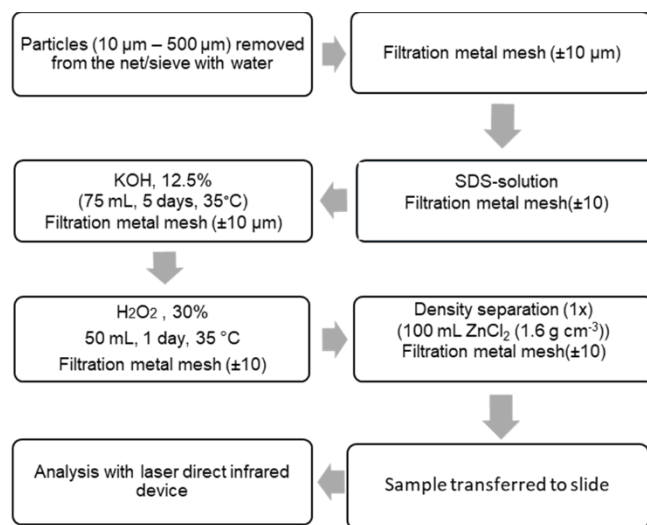 Particles (10 µm – 500 µm) removed
from the net/sieve with water
Filtration metal mesh (±10 µm)
SDS-solution
Filtration metal mesh(±10)
KOH, 12.5%
(75 mL, 5 days, 35°C)
Filtration metal mesh (±10 µm)
H₂O₂ , 30%
50 mL, 1 day, 35 °C
Filtration metal mesh (±10)
Density separation (1x)
(100 mL ZnCl₂ (1.6 g cm⁻³))
Filtration metal mesh(±10)
Sample transferred to slide
Analysis with laser direct infrared
device